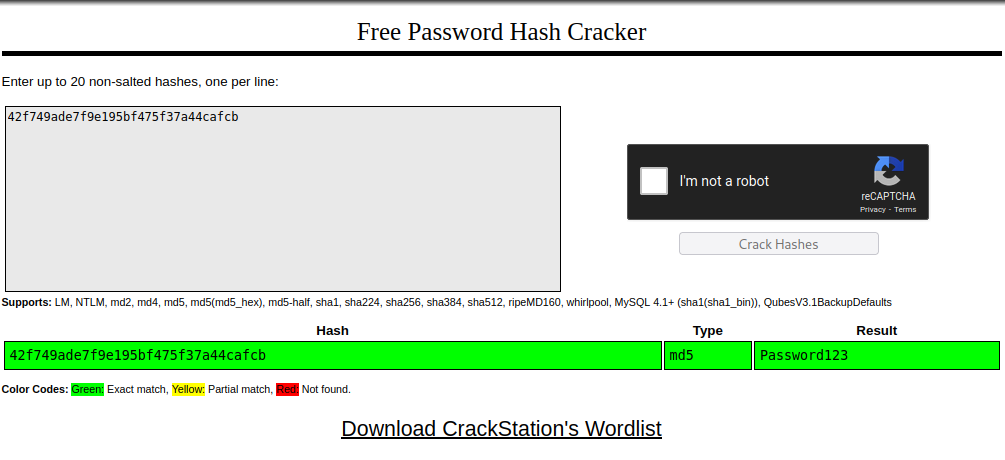 Free Password Hash Cracker
Enter up to 20 non-salted hashes, one per line:
42f749ade7f9e195bf475f37a44cafcb
I'm not a robot
reCAPTCHA
Privacy - Terms
Crack Hashes
Supports: LM, NTLM, md2, md4, md5, md5(md5_hex), md5-half, sha1, sha224, sha256, sha384, sha512, ripeMD160, whirlpool, MySQL 4.1+ (sha1(sha1_bin)), QubesV3.1BackupDefaults
Hash Type Result
42f749ade7f9e195bf475f37a44cafcb md5 Password123
Color Codes: Green: Exact match, Yellow: Partial match, Red: Not found.
Download CrackStation's Wordlist